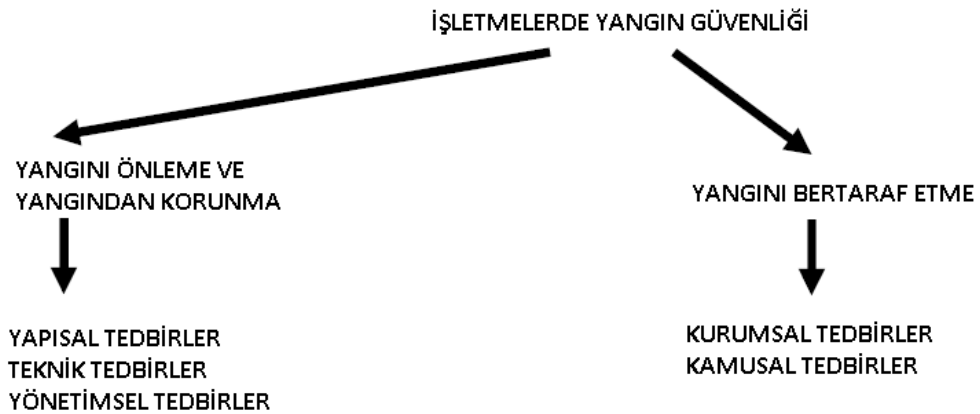 İŞLETMELERDE YANGIN GÜVENLİĞİ
YANGINI ÖNLEME VE
YANGINDAN KORUNMA
YANGINI BERTARAF ETME
YAPISAL TEDBİRLER
TEKNİK TEDBİRLER
YÖNETİMSEL TEDBİRLER
KURUMSAL TEDBİRLER
KAMUSAL TEDBİRLER